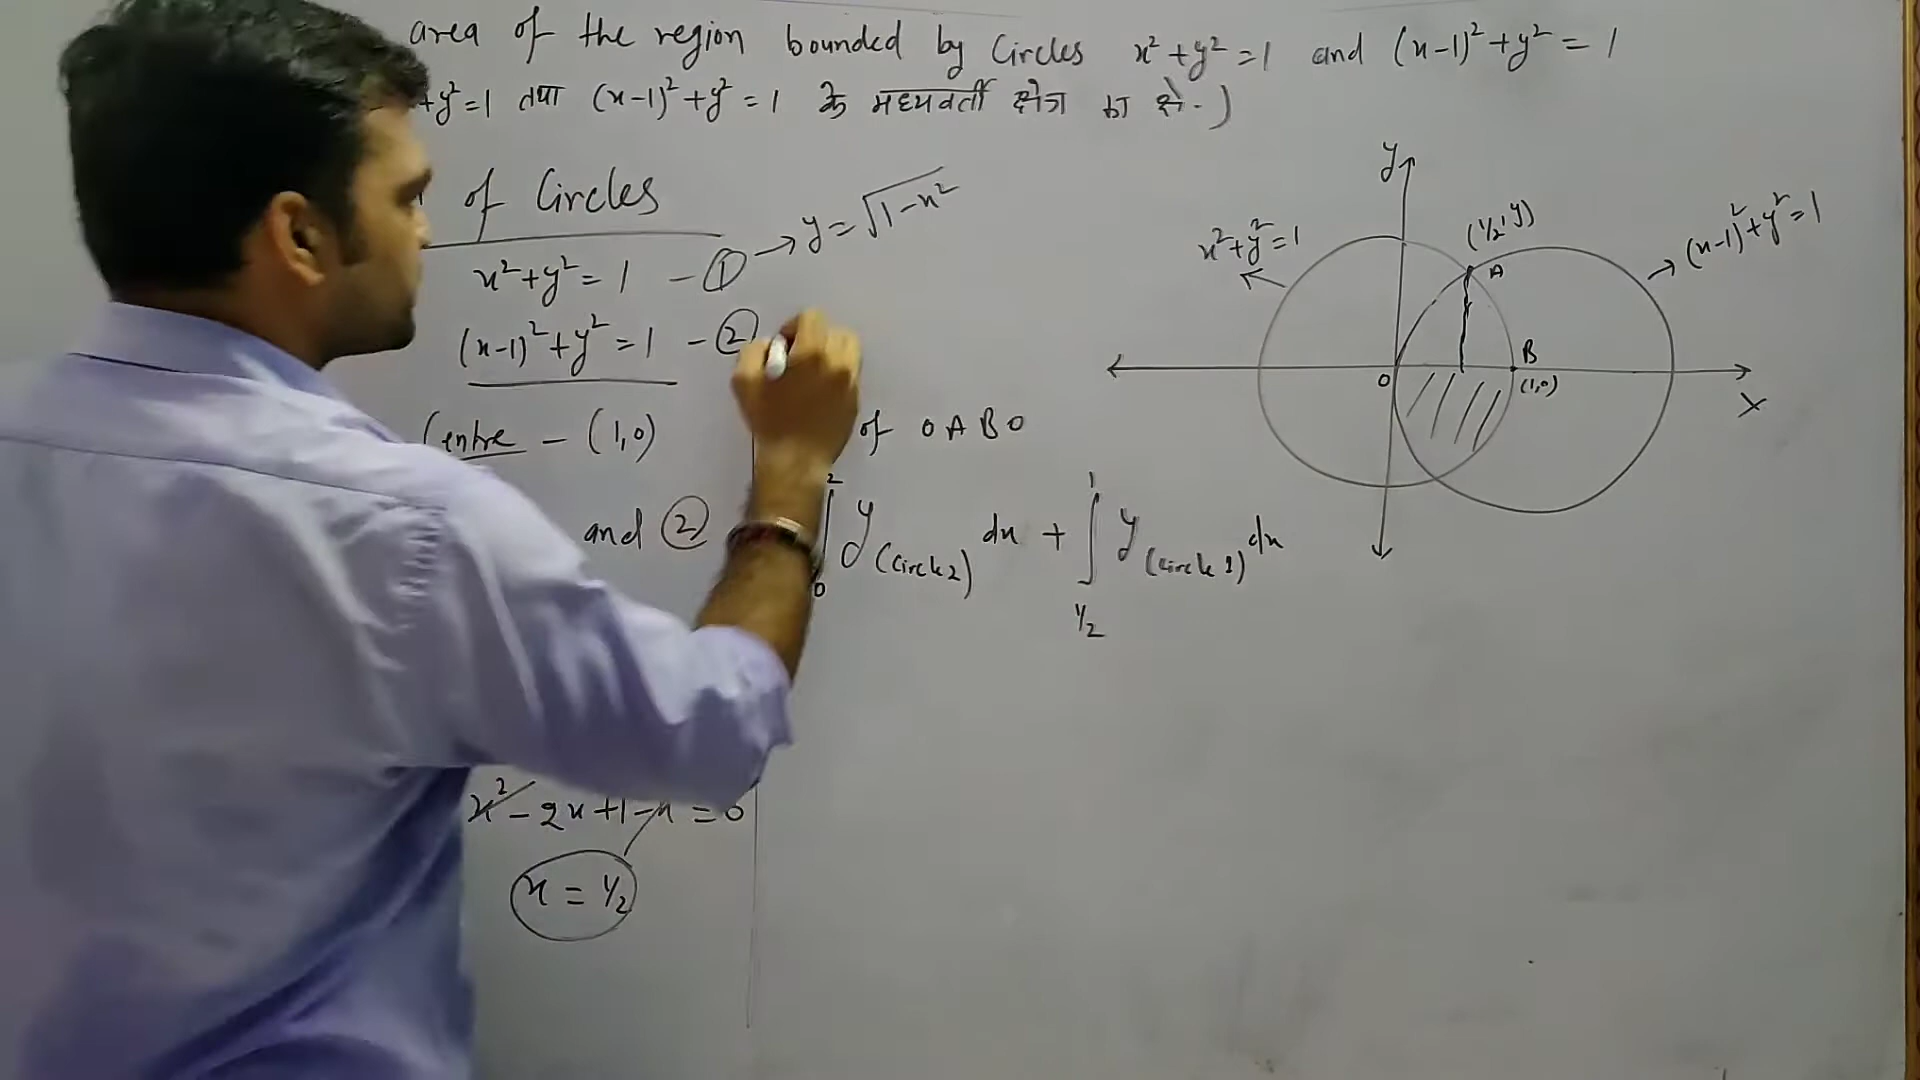 area of the region bounded by Circles x²+y²=1 and (x-1)²+y²=1
+y²=1 तथा (x-1)²+y²=1 के मध्यवर्ती क्षेत्र का क्षे.)
of Circles
x²+y²=1 - ① → y=√1-x²
(x-1)²+y²=1 - ②
Centre - (1,0)
and ②
x²-2x+1-x=0
x=1/2
of OABO
∫₀ ² y(circle 2) dx + ∫1/2 ¹ y(circle 1) dx
y
x²+y²=1
(1/2,y)
A
(x-1)²+y²=1
O
B
(1,0)
X